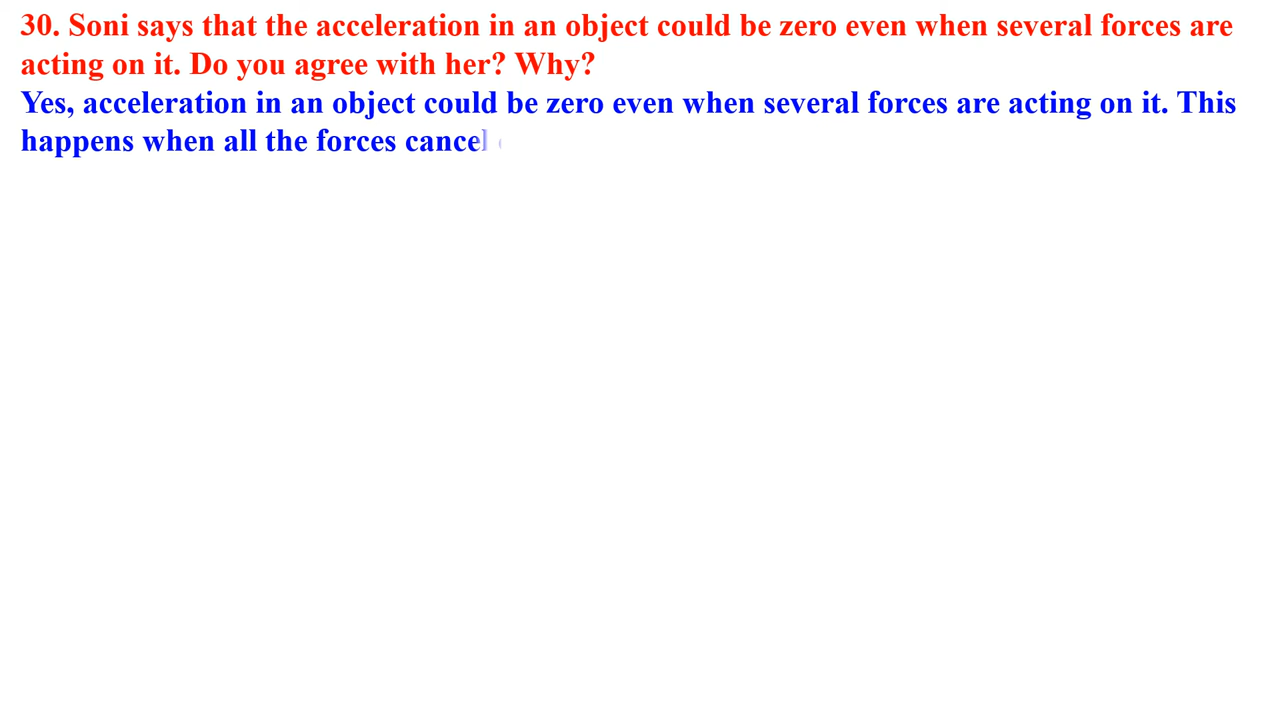 30. Soni says that the acceleration in an object could be zero even when several forces are
acting on it. Do you agree with her? Why?
Yes, acceleration in an object could be zero even when several forces are acting on it. This
happens when all the forces cancel